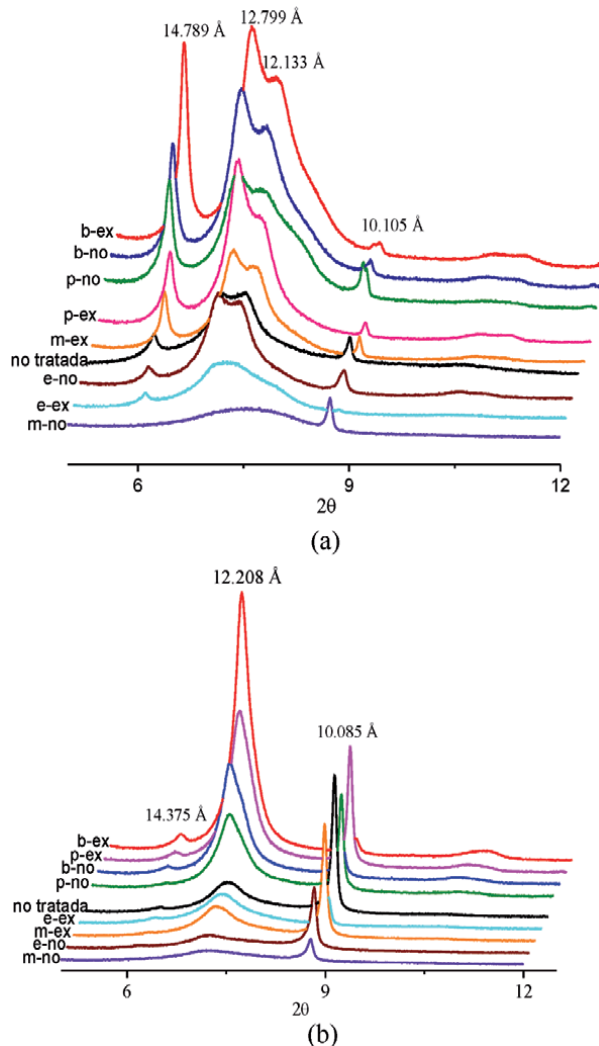 14.789 Å
12.799 Å
12.133 Å
10.105 Å
b-ex
b-no
p-no
p-ex
m-ex
no tratada
e-no
e-ex
m-no
6
9
12
2θ
(a)
12.208 Å
10.085 Å
14.375 Å
b-ex
p-ex
b-no
p-no
no tratada
e-ex
m-ex
e-no
m-no
6
9
12
2θ
(b)